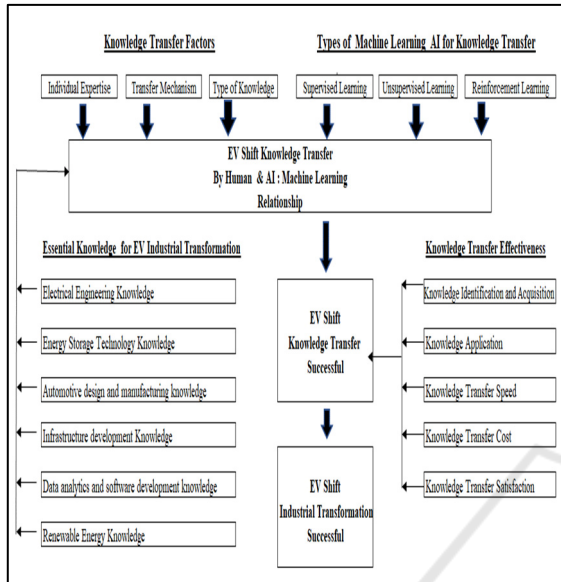 Knowledge Transfer Factors
Types of Machine Learning AI for Knowledge Transfer
Individual Expertise
Transfer Mechanism
Type of Knowledge
Supervised Learning
Unsupervised Learning
Reinforcement Learning
EV Shift Knowledge Transfer
By Human & AI : Machine Learning
Relationship
Essential Knowledge for EV Industrial Transformation
Electrical Engineering Knowledge
Energy Storage Technology Knowledge
Automotive design and manufacturing knowledge
Infrastructure development Knowledge
Data analytics and software development knowledge
Renewable Energy Knowledge
EV Shift
Knowledge Transfer
Successful
EV Shift
Industrial Transformation
Successful
Knowledge Transfer Effectiveness
Knowledge Identification and Acquisition
Knowledge Application
Knowledge Transfer Speed
Knowledge Transfer Cost
Knowledge Transfer Satisfaction